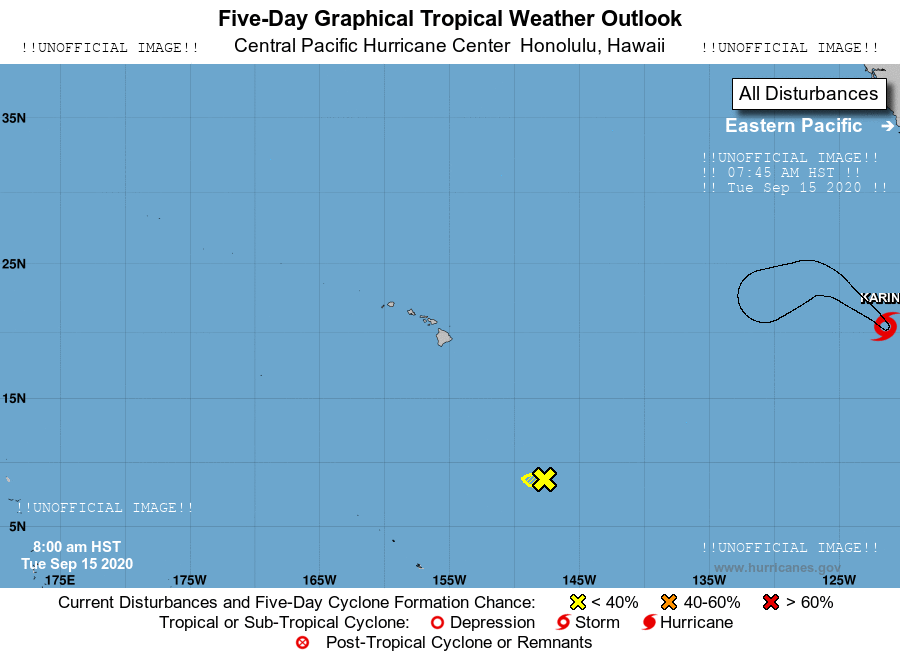 Five-Day Graphical Tropical Weather Outlook
!!UNOFFICIAL IMAGE!! Central Pacific Hurricane Center Honolulu, Hawaii !!UNOFFICIAL IMAGE!!
All Disturbances
35N
Eastern Pacific →
!!UNOFFICIAL IMAGE!!
!! 07:45 AM HST !!
!! Tue Sep 15 2020 !!
25N
KARIN
15N
!!UNOFFICIAL IMAGE!!
5N
8:00 am HST
Tue Sep 15 2020
!!UNOFFICIAL IMAGE!!
www.hurricanes.gov
175E 175W 165W 155W 145W 135W 125W
Current Disturbances and Five-Day Cyclone Formation Chance: < 40% 40-60% > 60%
Tropical or Sub-Tropical Cyclone: Depression Storm Hurricane
Post-Tropical Cyclone or Remnants